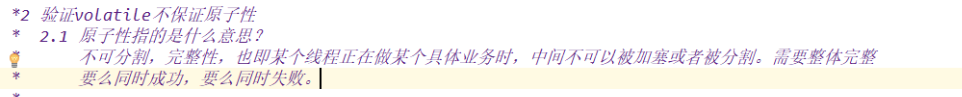 *2 验证volatile不保证原子性
* 2.1 原子性指的是什么意思?
* 不可分割，完整性，也即某个线程正在做某个具体业务时，中间不可以被加塞或者被分割。需要整体完整
* 要么同时成功，要么同时失败。
*